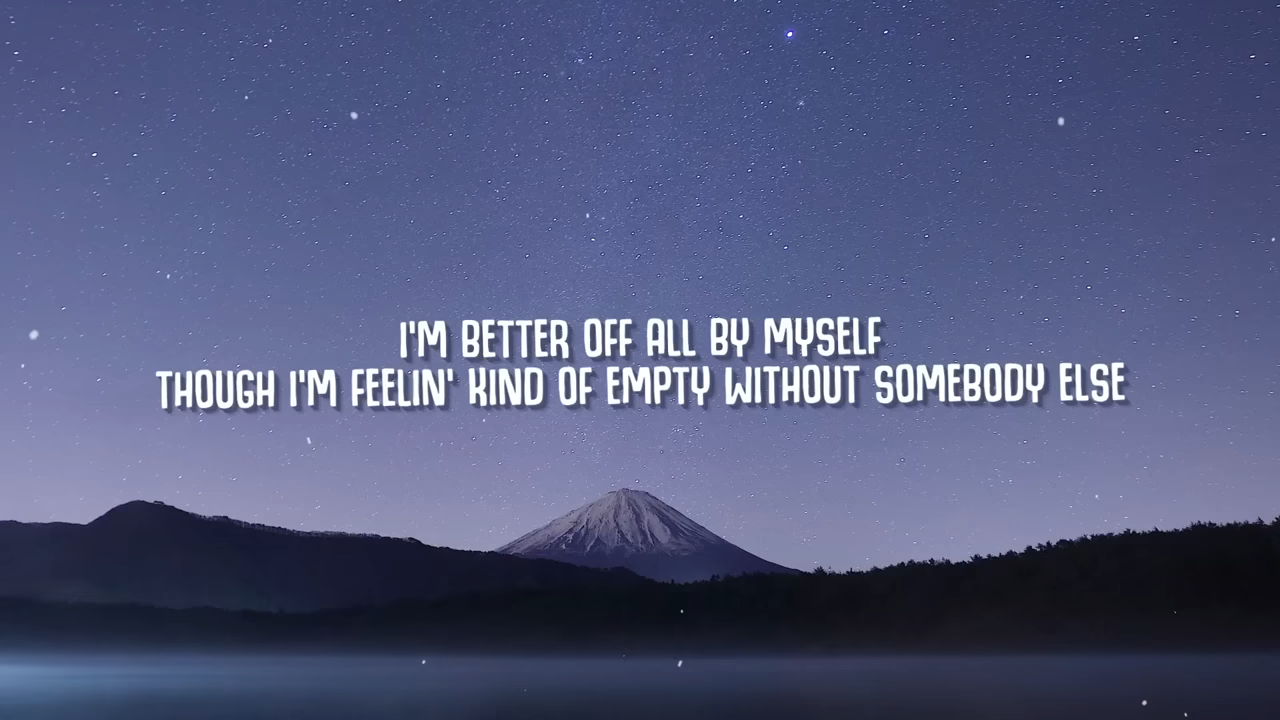 I'M BETTER OFF ALL BY MYSELF
THOUGH I'M FEELIN' KIND OF EMPTY WITHOUT SOMEBODY ELSE